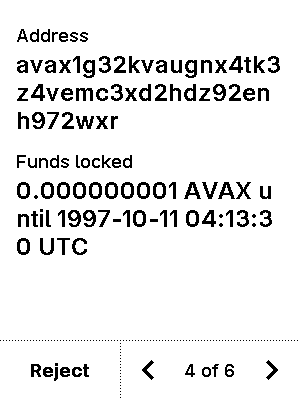 Address
avax1g32kvaugnx4tk3
z4vemc3xd2hdz92en
h972wxr
Funds locked
0.000000001 AVAX u
ntil 1997-10-11 04:13:3
0 UTC
Reject
4 of 6